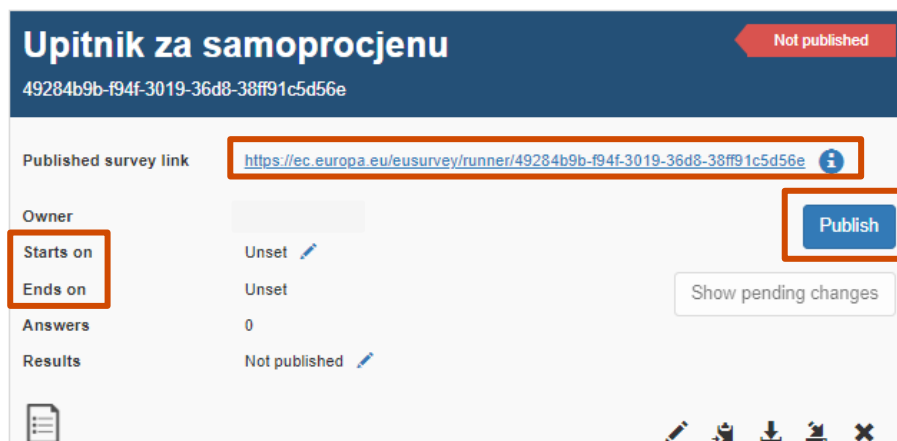 Upitnik za samoprocjenu
Not published
49284b9b-f94f-3019-36d8-38ff91c5d56e
Published survey link https://ec.europa.eu/eusurvey/runner/49284b9b-f94f-3019-36d8-38ff91c5d56e
Owner
Publish
Starts on Unset
Ends on Unset
Show pending changes
Answers 0
Results Not published